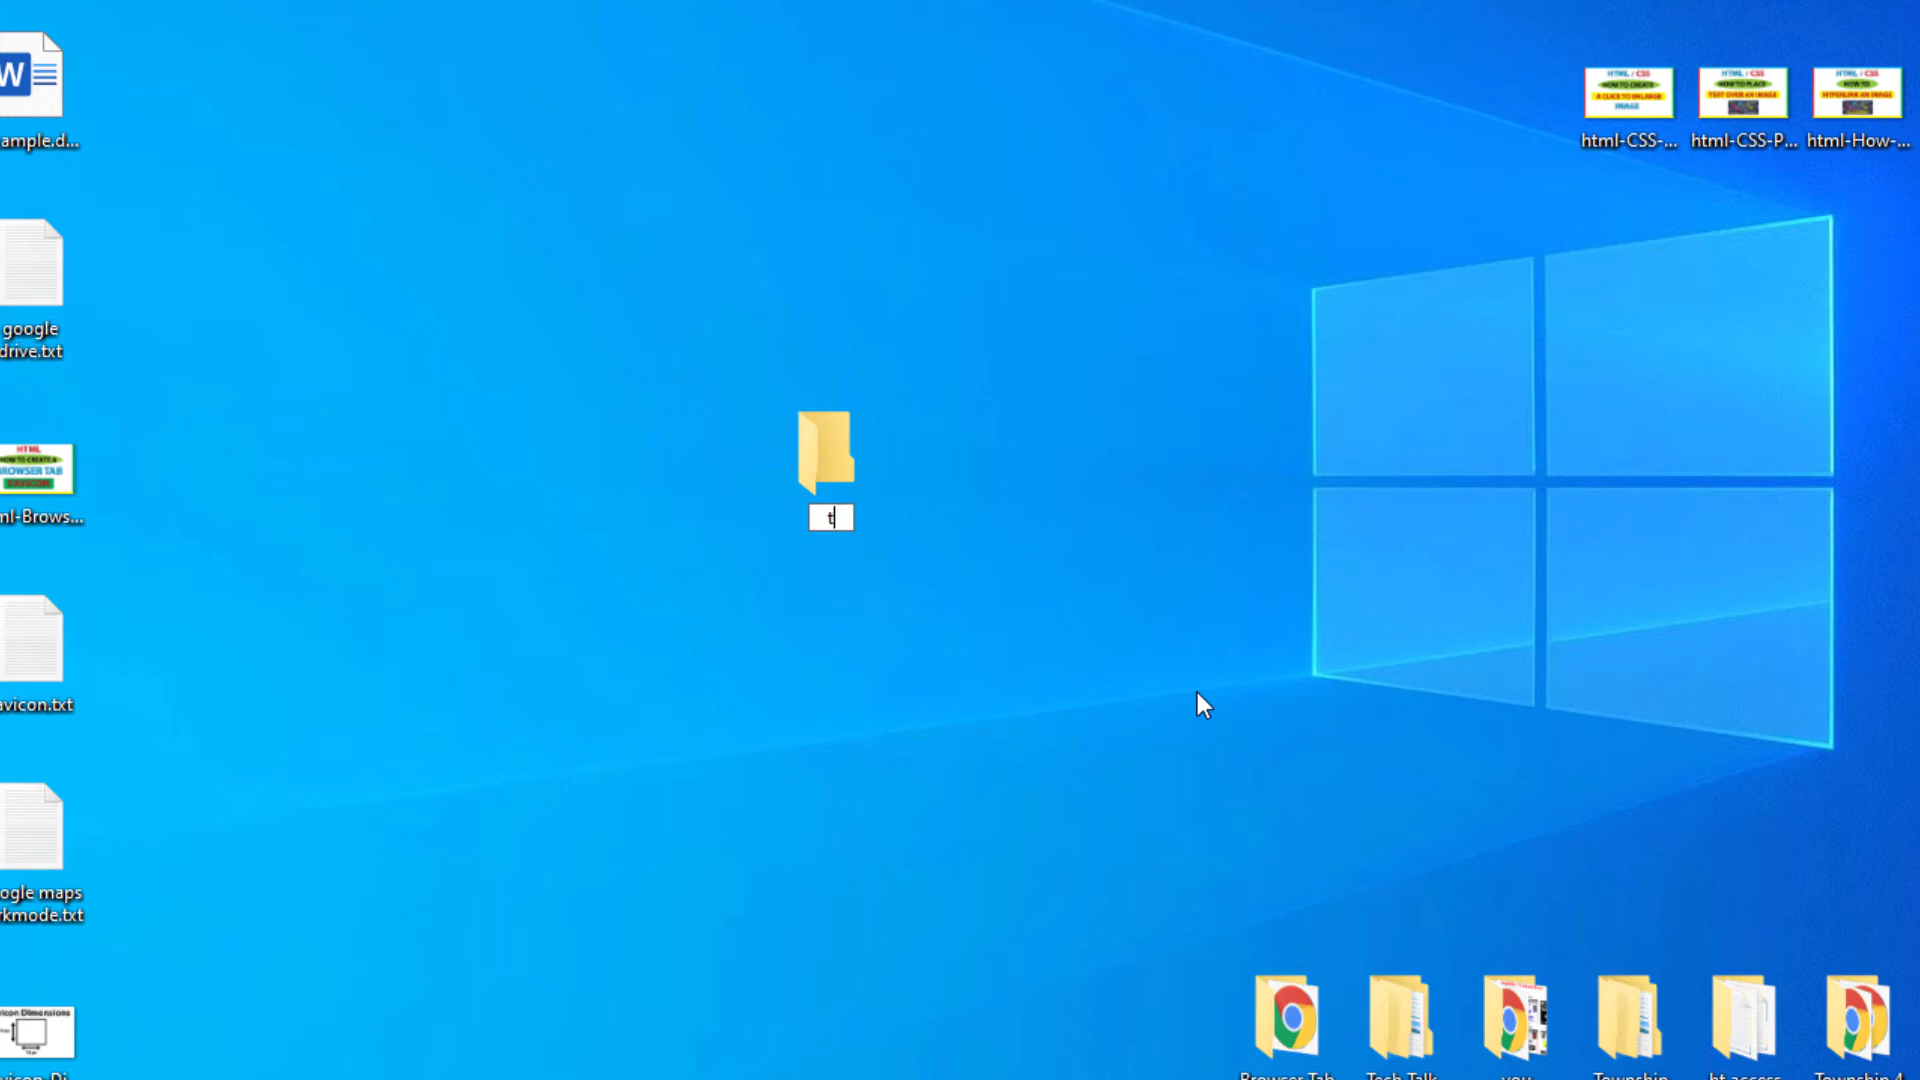 W
ample.d...
HTML / CSS
HOW TO CREATE
A CLICK TO ENLARGE
IMAGE
html-CSS-...
HTML / CSS
HOW TO PLACE
TEXT OVER AN IMAGE
html-CSS-P...
HTML / CSS
HOW TO
HYPERLINK AN IMAGE
html-How-...
google
drive.txt
HTML
HOW TO CREATE A
BROWSER TAB
ml-Brows...
t
avicon.txt
ogle maps
rkmode.txt
icon Dimensions
vicon-Di
Browser Tab
Tech Talk
you
Township
ht access
Township 4